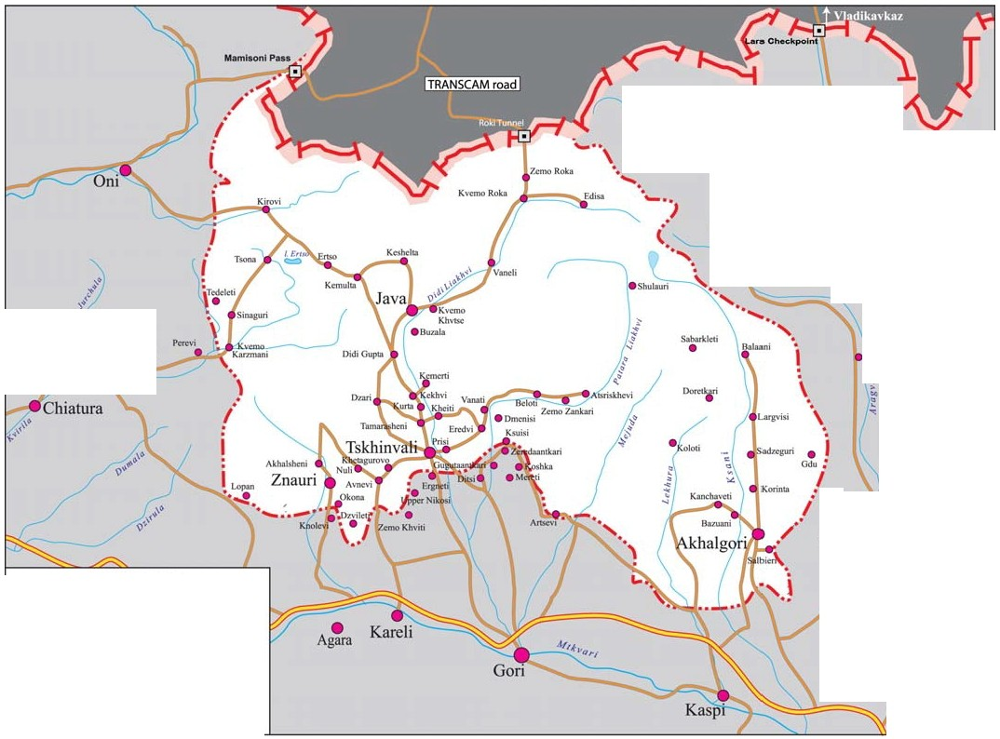 Vladikavkaz
Lars Checkpoint
Mamisoni Pass
TRANSCAM road
Roki Tunnel
Oni
Zemo Roka
Kvemo Roka
Edisa
Kirovi
Tsona
l. Ertso
Ertso
Keshelta
Kemulta
Didi Liakhvi
Vaneli
Shulauri
Jurchula
Tedeleti
Java
Kvemo
Khvtse
Sinaguri
Buzala
Patara Liakhvi
Perevi
Kvemo
Karzmani
Didi Gupta
Sabarkleti
Balaani
Kemerti
Dzari
Kekhvi
Kurta
Kheiti
Vanati
Beloti
Atsriskhevi
Zemo Zankari
Doretkari
Aragv
Chiatura
Kvirila
Tamarasheni
Eredvi
Dmenisi
Largvisi
Mejuda
Ksuisi
Tskhinvali
Prisi
Zeredaantkari
Koloti
Sadzeguri
Gdu
Dumala
Akhalsheni
Khetagurovo
Nuli
Gugutaantkari
Koshka
Ksani
Znauri
Avnevi
Ergneti
Ditsi
Mereti
Lopan
Okona
Upper Nikosi
Lekhura
Korinta
Kanchaveti
Dzirula
Knolevi
Dzvileti
Zemo Khviti
Artsevi
Bazuani
Akhalgori
Salbieri
Agara
Kareli
Mtkvari
Gori
Kaspi